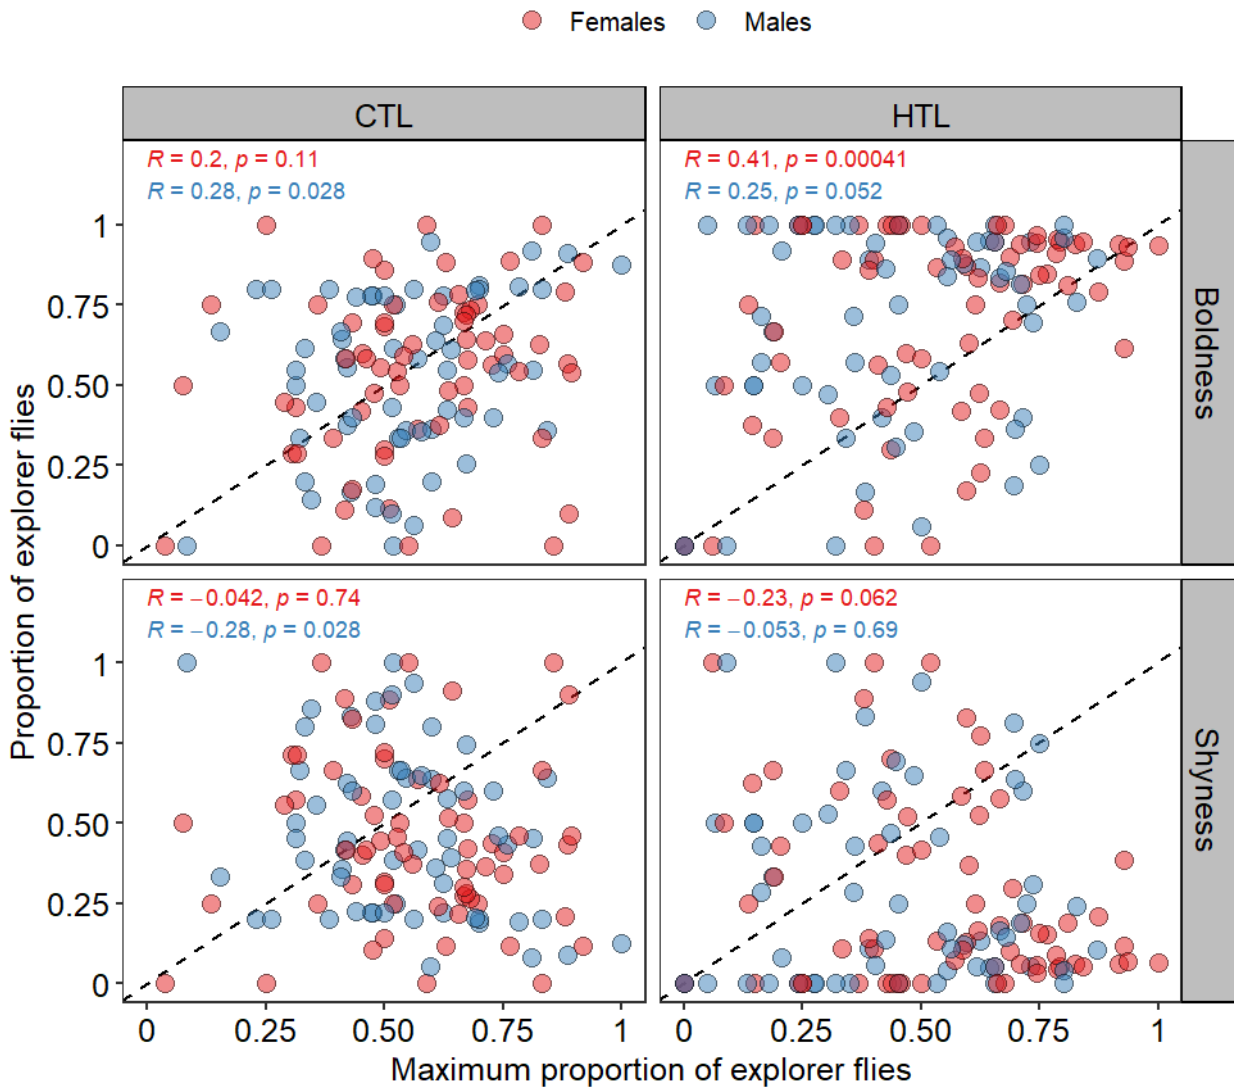 Females Males
CTL HTL
R = 0.2, p = 0.11
R = 0.28, p = 0.028
R = 0.41, p = 0.00041
R = 0.25, p = 0.052
1
0.75
0.50
0.25
0
Boldness
R = −0.042, p = 0.74
R = −0.28, p = 0.028
R = −0.23, p = 0.062
R = −0.053, p = 0.69
1
0.75
0.50
0.25
0
Shyness
Proportion of explorer flies
0 0.25 0.50 0.75 1 0 0.25 0.50 0.75 1
Maximum proportion of explorer flies